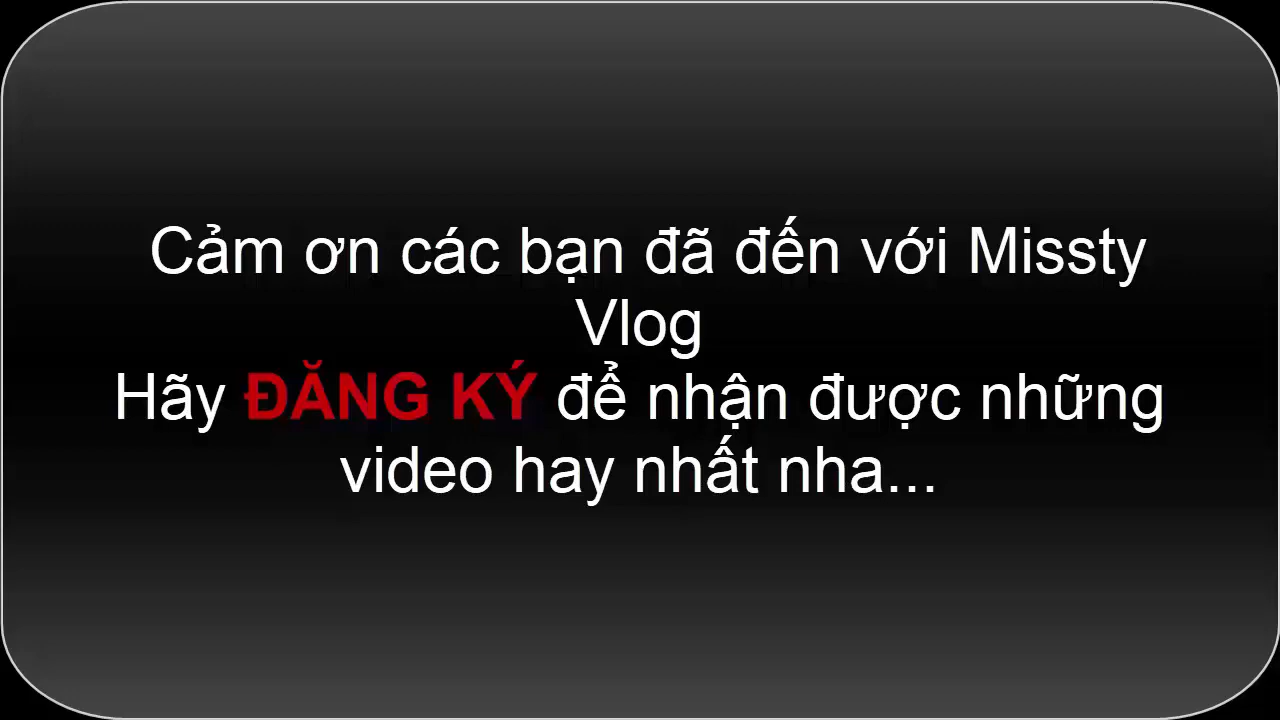 Cảm ơn các bạn đã đến với Missty
Vlog
Hãy ĐĂNG KÝ để nhận được những
video hay nhất nha...